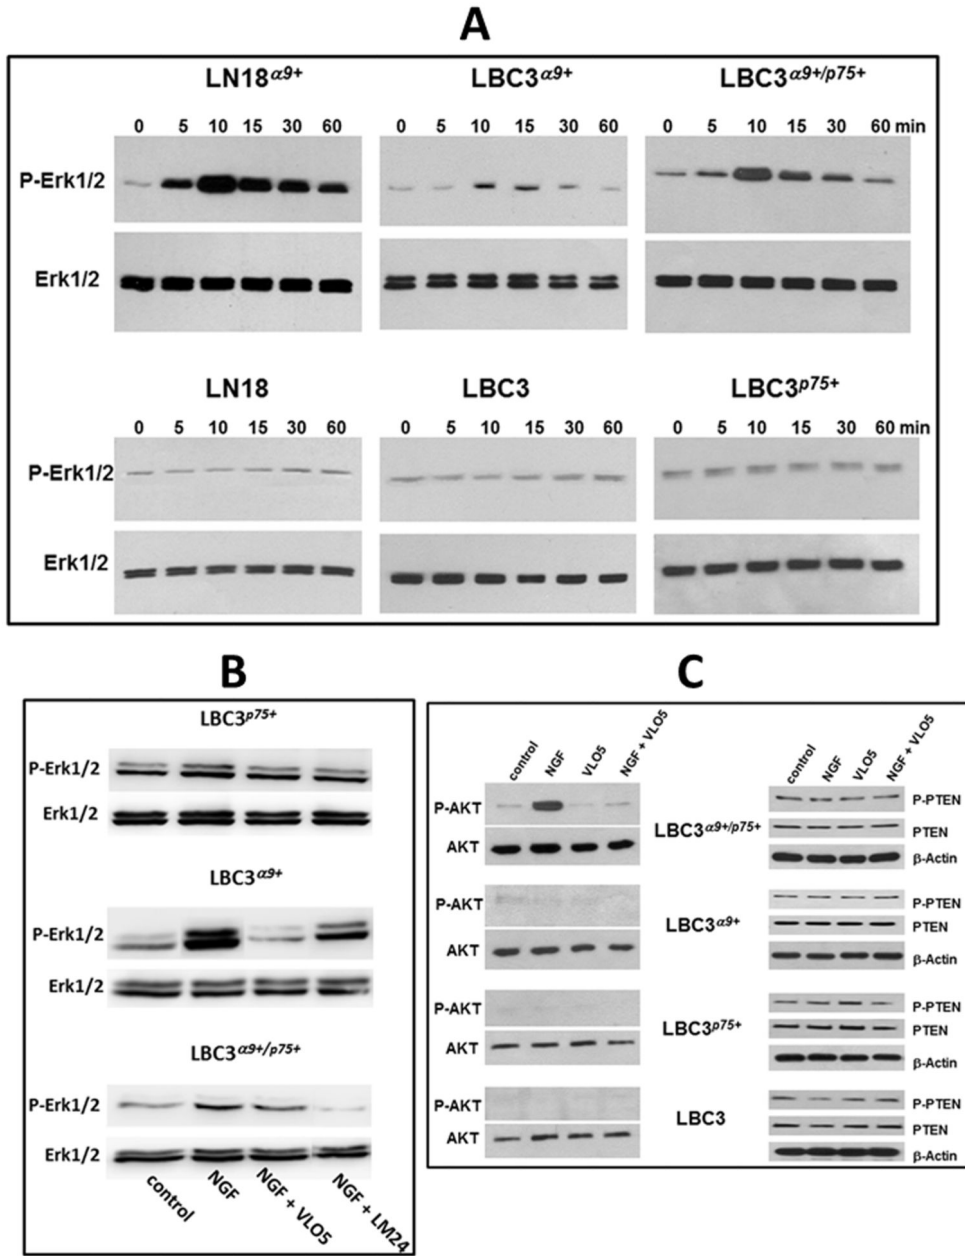 A
LN18α9+ LBC3α9+ LBC3α9+/p75+
0 5 10 15 30 60 0 5 10 15 30 60 0 5 10 15 30 60 min
P-Erk1/2
Erk1/2
LN18 LBC3 LBC3p75+
0 5 10 15 30 60 0 5 10 15 30 60 0 5 10 15 30 60 min
P-Erk1/2
Erk1/2
B
LBC3p75+
P-Erk1/2
Erk1/2
LBC3α9+
P-Erk1/2
Erk1/2
LBC3α9+/p75+
P-Erk1/2
Erk1/2
control NGF NGF + VLO5 NGF + LM24
C
control NGF VLO5 NGF + VLO5 control NGF VLO5 NGF + VLO5
P-AKT P-PTEN
LBC3α9+/p75+
AKT PTEN
β-Actin
P-AKT P-PTEN
LBC3α9+ PTEN
AKT β-Actin
P-AKT P-PTEN
LBC3p75+ PTEN
AKT β-Actin
P-AKT P-PTEN
LBC3 PTEN
AKT β-Actin